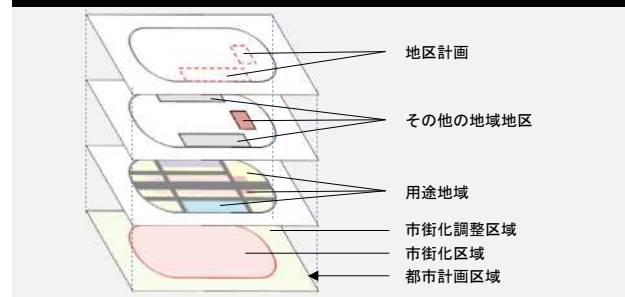 地区計画
その他の地域地区
用途地域
市街化調整区域
市街化区域
都市計画区域